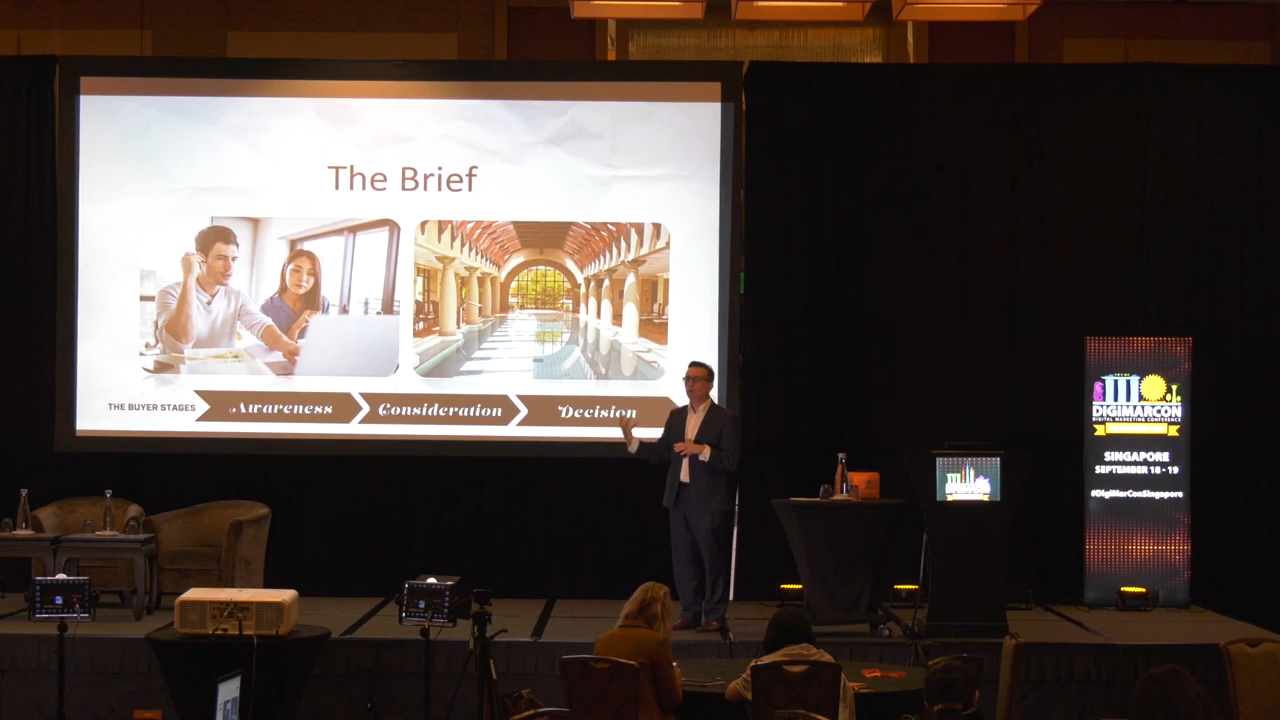 The Brief
THE BUYER STAGES
Awareness
Consideration
Decision
DIGIMARCON
DIGITAL MARKETING CONFERENCE
SINGAPORE
SEPTEMBER 18 - 19
#DigiMarConSingapore